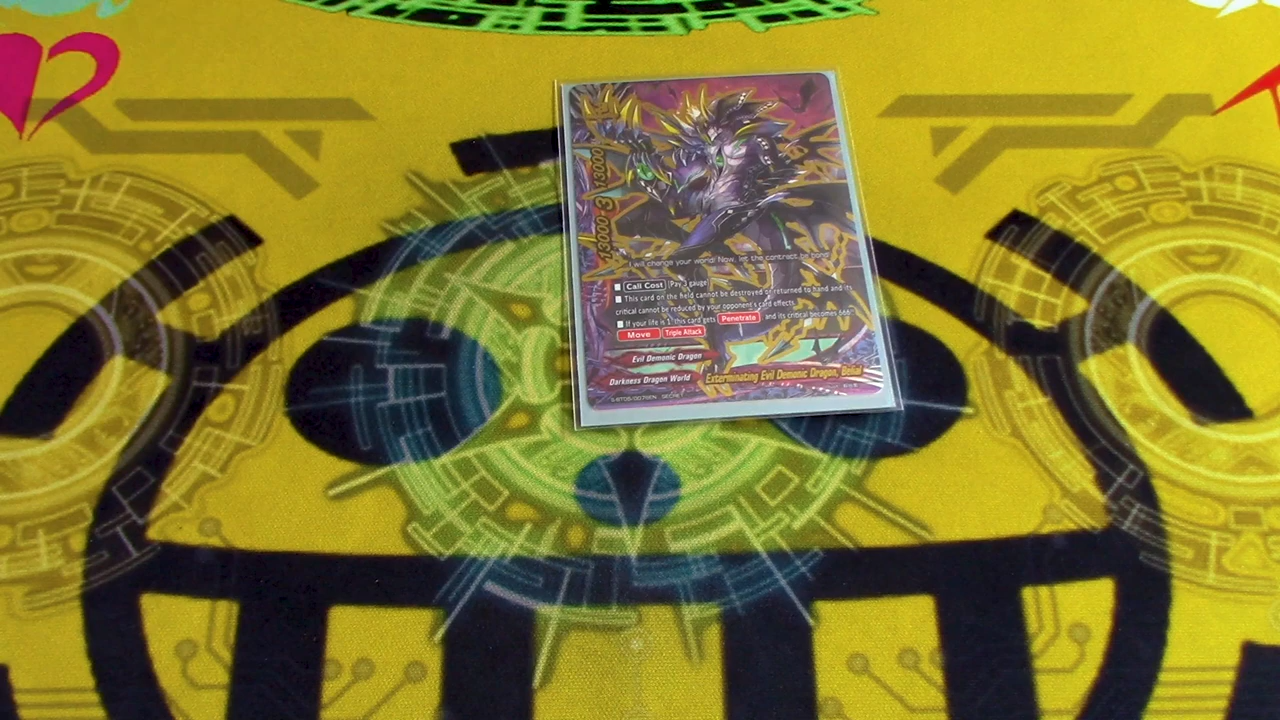 13000 3 13000
I will change your world! Now, let the contract be bond!
■ Call Cost [Pay 3 gauge]
■ This card on the field cannot be destroyed or returned to hand and its
critical cannot be reduced by your opponent's card effects.
■ If your life is 1, this card gets Penetrate and its critical becomes 666!
Move Triple Attack
Evil Demonic Dragon
Darkness Dragon World
Exterminating Evil Demonic Dragon, Belial
SECRET